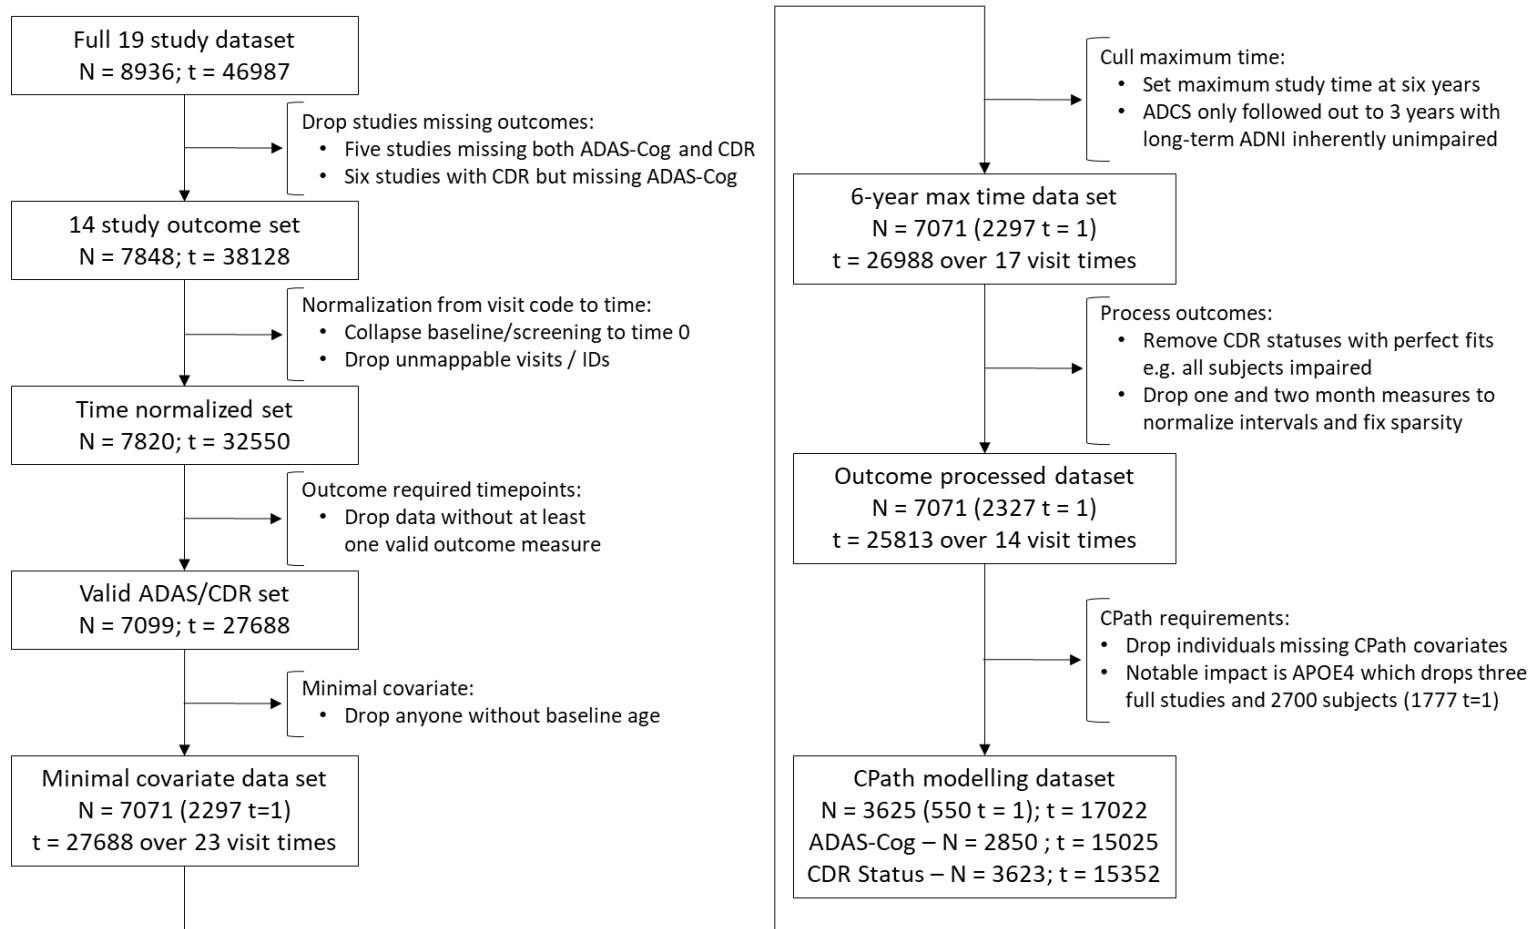 Full 19 study dataset
N = 8936; t = 46987
Drop studies missing outcomes:
• Five studies missing both ADAS-Cog and CDR
• Six studies with CDR but missing ADAS-Cog
14 study outcome set
N = 7848; t = 38128
Normalization from visit code to time:
• Collapse baseline/screening to time 0
• Drop unmappable visits / IDs
Time normalized set
N = 7820; t = 32550
Outcome required timepoints:
• Drop data without at least
one valid outcome measure
Valid ADAS/CDR set
N = 7099; t = 27688
Minimal covariate:
• Drop anyone without baseline age
Minimal covariate data set
N = 7071 (2297 t=1)
t = 27688 over 23 visit times
Cull maximum time:
• Set maximum study time at six years
• ADCS only followed out to 3 years with
long-term ADNI inherently unimpaired
6-year max time data set
N = 7071 (2297 t = 1)
t = 26988 over 17 visit times
Process outcomes:
• Remove CDR statuses with perfect fits
e.g. all subjects impaired
• Drop one and two month measures to
normalize intervals and fix sparsity
Outcome processed dataset
N = 7071 (2327 t = 1)
t = 25813 over 14 visit times
CPath requirements:
• Drop individuals missing CPath covariates
• Notable impact is APOE4 which drops three
full studies and 2700 subjects (1777 t=1)
CPath modelling dataset
N = 3625 (550 t = 1); t = 17022
ADAS-Cog – N = 2850 ; t = 15025
CDR Status – N = 3623; t = 15352